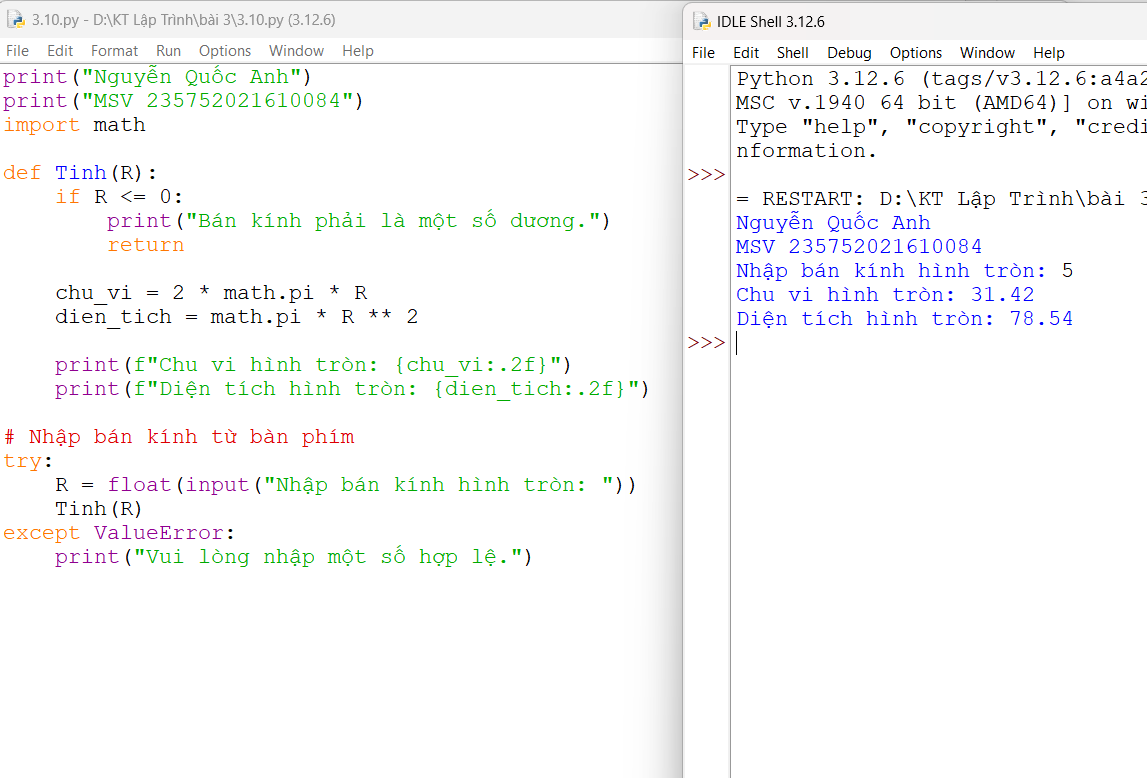 3.10.py - D:\KT Lập Trình\bài 3\3.10.py (3.12.6)
File Edit Format Run Options Window Help
print("Nguyễn Quốc Anh")
print("MSV 235752021610084")
import math
def Tinh(R):
if R <= 0:
print("Bán kính phải là một số dương.")
return
chu_vi = 2 * math.pi * R
dien_tich = math.pi * R ** 2
print(f"Chu vi hình tròn: {chu_vi:.2f}")
print(f"Diện tích hình tròn: {dien_tich:.2f}")
# Nhập bán kính từ bàn phím
try:
R = float(input("Nhập bán kính hình tròn: "))
Tinh(R)
except ValueError:
print("Vui lòng nhập một số hợp lệ.")
IDLE Shell 3.12.6
File Edit Shell Debug Options Window Help
Python 3.12.6 (tags/v3.12.6:a4a2
MSC v.1940 64 bit (AMD64)] on wi
Type "help", "copyright", "credi
nformation.
>>>
= RESTART: D:\KT Lập Trình\bài 3
Nguyễn Quốc Anh
MSV 235752021610084
Nhập bán kính hình tròn: 5
Chu vi hình tròn: 31.42
Diện tích hình tròn: 78.54
>>>